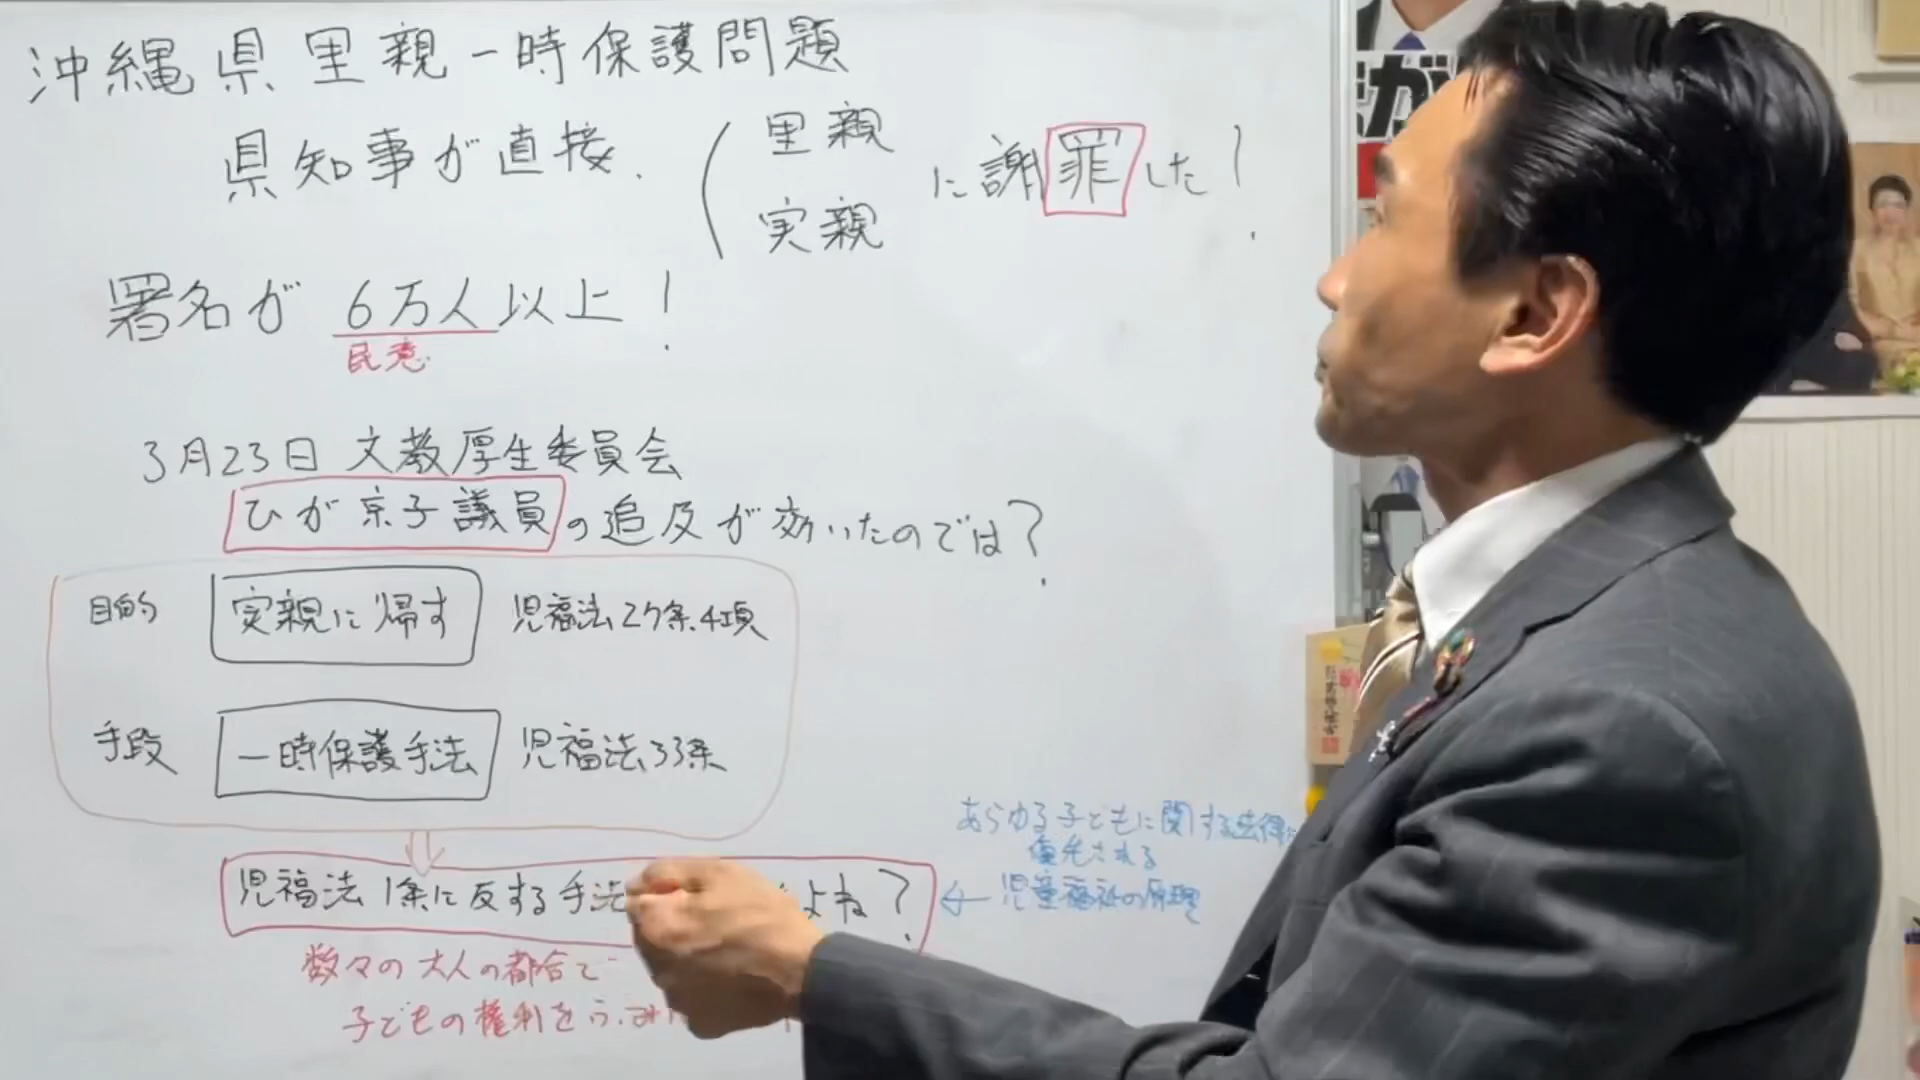 沖縄県里親一時保護問題
県知事が直接、(里親 実親 に謝罪した!
署名が 6万人以上!
民意
3月23日 文教厚生委員会
ひが京子議員の追及が効いたのでは?
目的 実親に帰す 児福法27条4項
手段 一時保護手法 児福法33条
あらゆる子どもに関する法律に
優先される
児福法1条に反する手法 よね? ← 児童福祉の原理
数々の大人の都合で
子どもの権利を
が